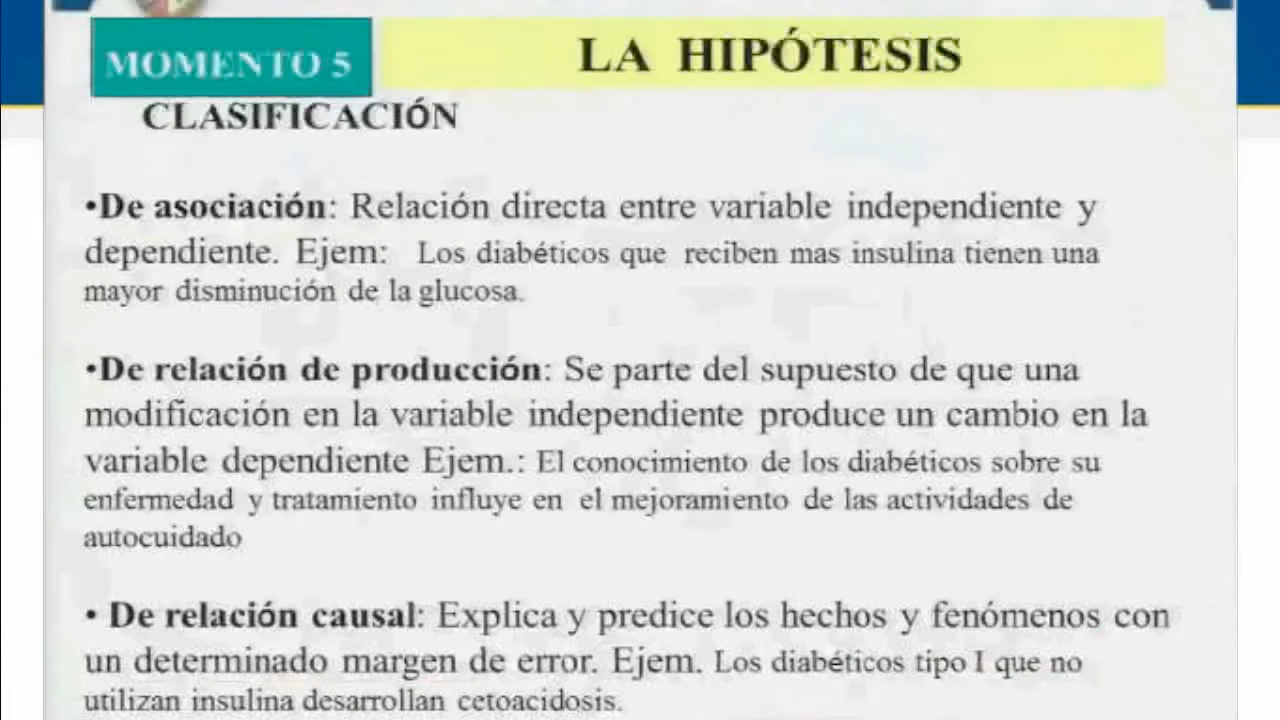 MOMENTO 5
LA HIPÓTESIS
CLASIFICACIÓN
•De asociación: Relación directa entre variable independiente y
dependiente. Ejem: Los diabéticos que reciben mas insulina tienen una
mayor disminución de la glucosa.
•De relación de producción: Se parte del supuesto de que una
modificación en la variable independiente produce un cambio en la
variable dependiente Ejem.: El conocimiento de los diabéticos sobre su
enfermedad y tratamiento influye en el mejoramiento de las actividades de
autocuidado
• De relación causal: Explica y predice los hechos y fenómenos con
un determinado margen de error. Ejem. Los diabéticos tipo I que no
utilizan insulina desarrollan cetoacidosis.